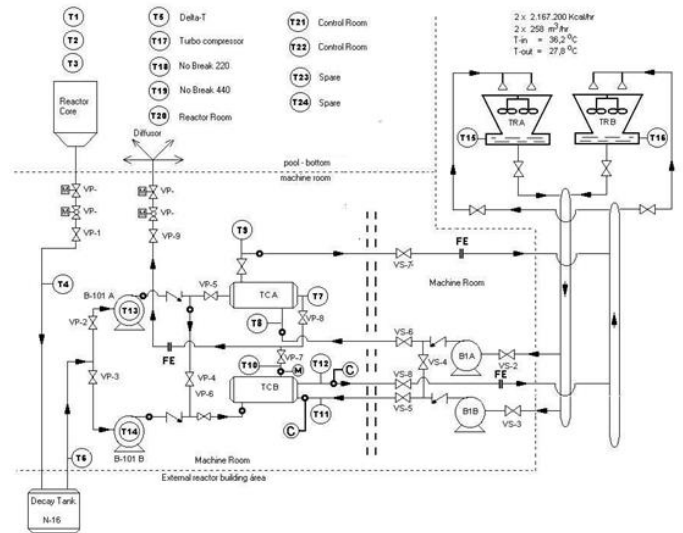 T1
T2
T3
T5 Delta-T
T17 Turbo compressor
T18 No Break 220
T19 No Break 440
T20 Reactor Room
T21 Control Room
T22 Control Room
T23 Spare
T24 Spare
2 x 2.167.200 Kcal/hr
2 x 258 m³/hr
T-in = 36,2 ºC
T-out = 27,8 ºC
Reactor
Core
Diffusor
TRA
TRB
T15
T16
pool - bottom
machine room
M
VP-
M
VP-
M
VP-
M
VP-
VP-1
VP-9
T9
FE
VS-7
Machine Room
T4
B-101 A
T13
VP-5
TCA
T7
VP-8
T8
VP-2
FE
VP-3
VP-4
VP-6
T10
VP-7
M
T12
C
TCB
C
T11
VS-6
VS-4
B1A
VS-2
VS-8
FE
VS-5
B1B
VS-3
T14
B-101 B
T6
Machine Room
External reactor building área
Decay Tank
N-16